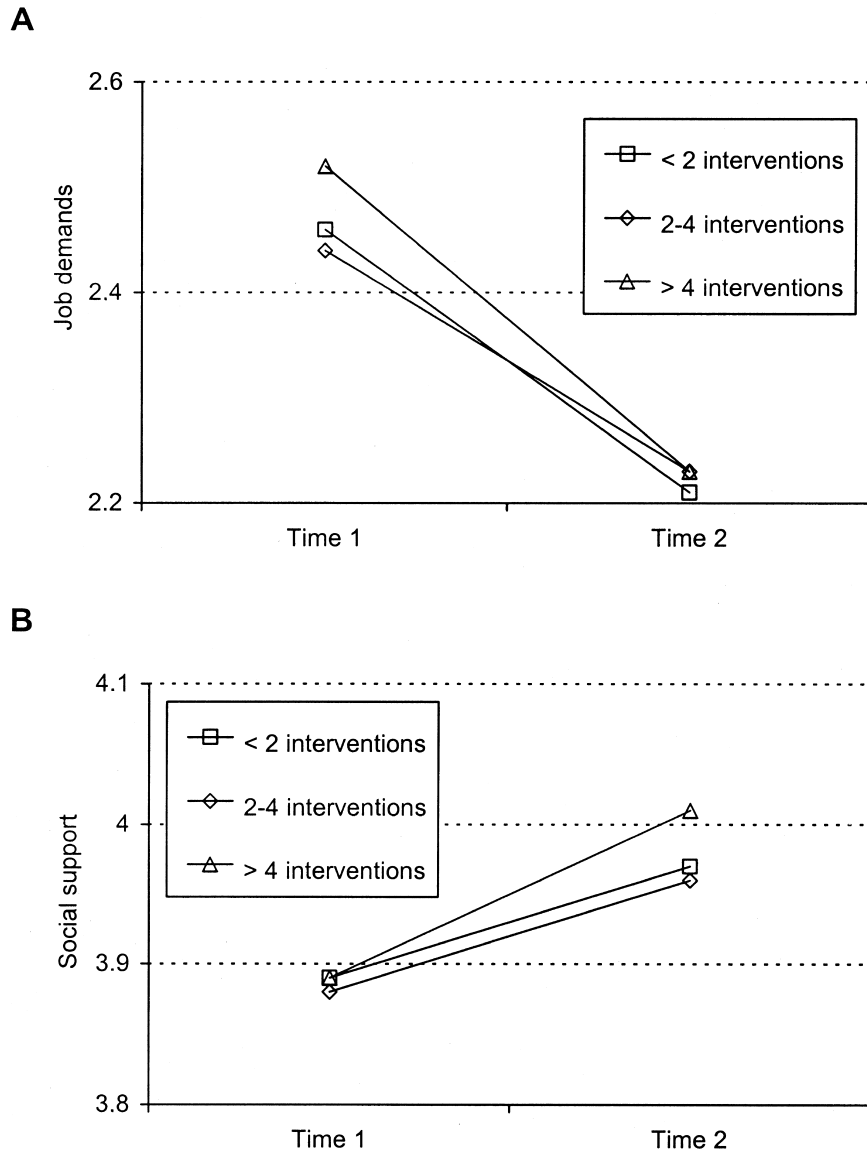 A
2.6
< 2 interventions
2-4 interventions
> 4 interventions
Job demands
2.4
2.2
Time 1
Time 2
B
4.1
< 2 interventions
2-4 interventions
> 4 interventions
4
Social support
3.9
3.8
Time 1
Time 2